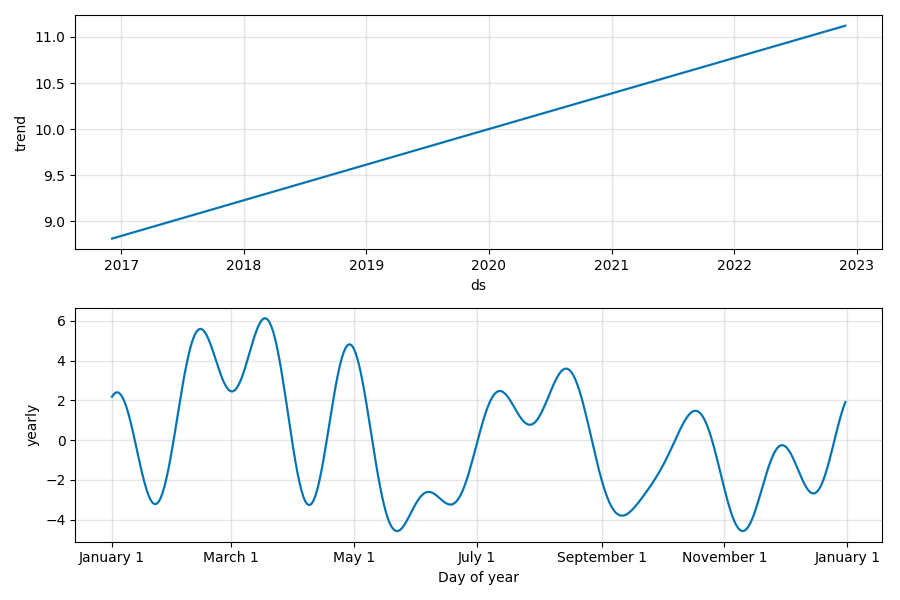 11.0
10.5
10.0
9.5
9.0
trend
2017 2018 2019 2020 2021 2022 2023
ds
6
4
2
0
−2
−4
yearly
January 1 March 1 May 1 July 1 September 1 November 1 January 1
Day of year